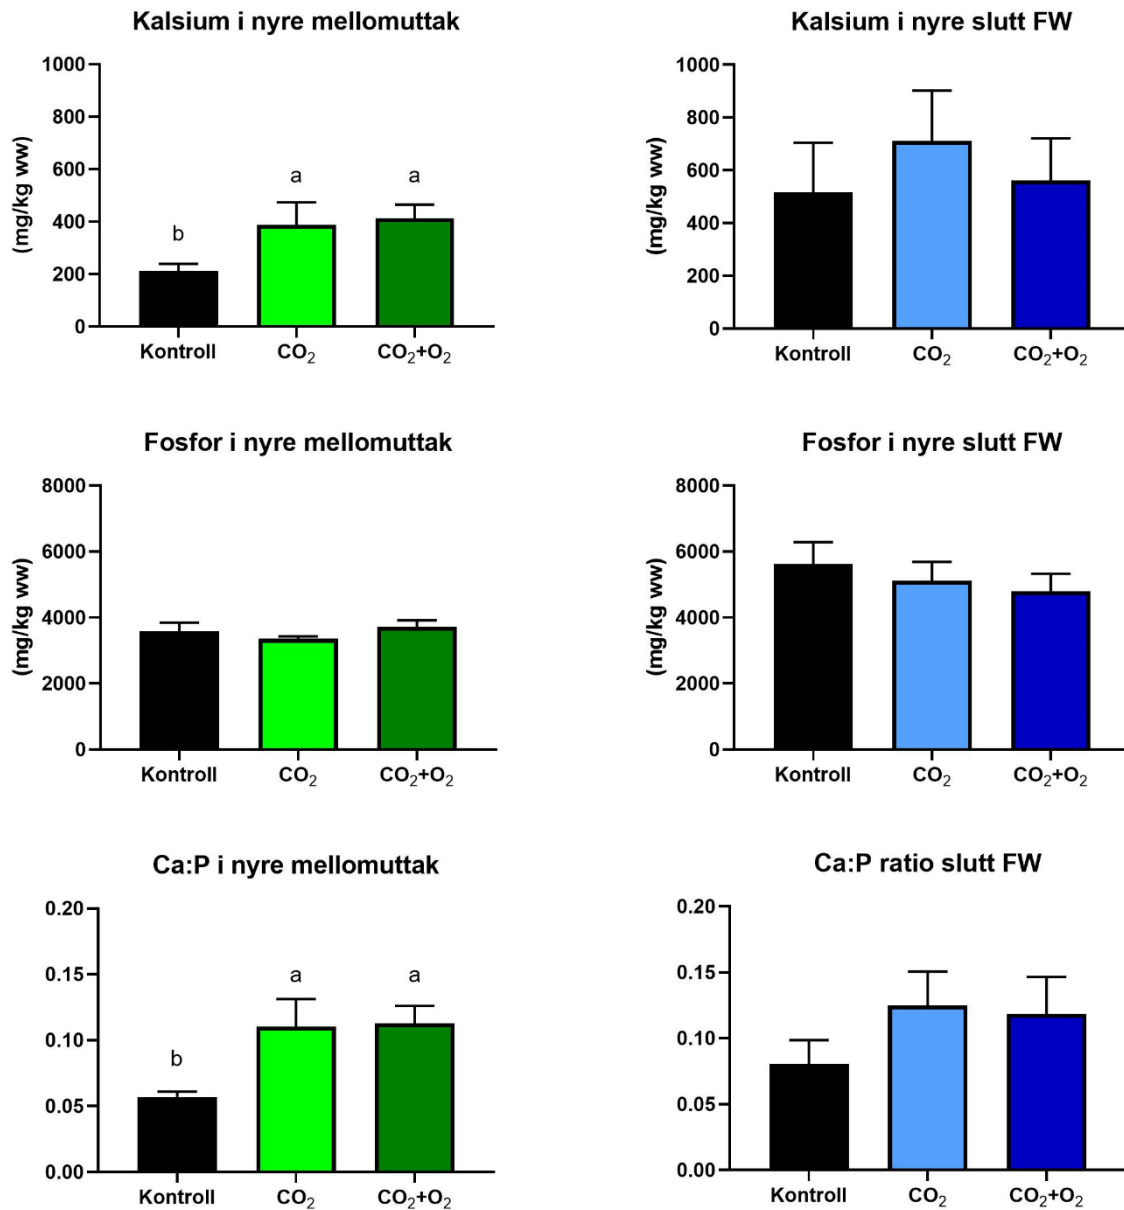 Kalsium i nyre mellomuttak
1000
800
600
400
200
0
(mg/kg ww)
b
a
a
Kontroll
CO₂
CO₂+O₂
Kalsium i nyre slutt FW
1000
800
600
400
200
0
(mg/kg ww)
Kontroll
CO₂
CO₂+O₂
Fosfor i nyre mellomuttak
8000
6000
4000
2000
0
(mg/kg ww)
Kontroll
CO₂
CO₂+O₂
Fosfor i nyre slutt FW
8000
6000
4000
2000
0
(mg/kg ww)
Kontroll
CO₂
CO₂+O₂
Ca:P i nyre mellomuttak
0.20
0.15
0.10
0.05
0.00
b
a
a
Kontroll
CO₂
CO₂+O₂
Ca:P ratio slutt FW
0.20
0.15
0.10
0.05
0.00
Kontroll
CO₂
CO₂+O₂